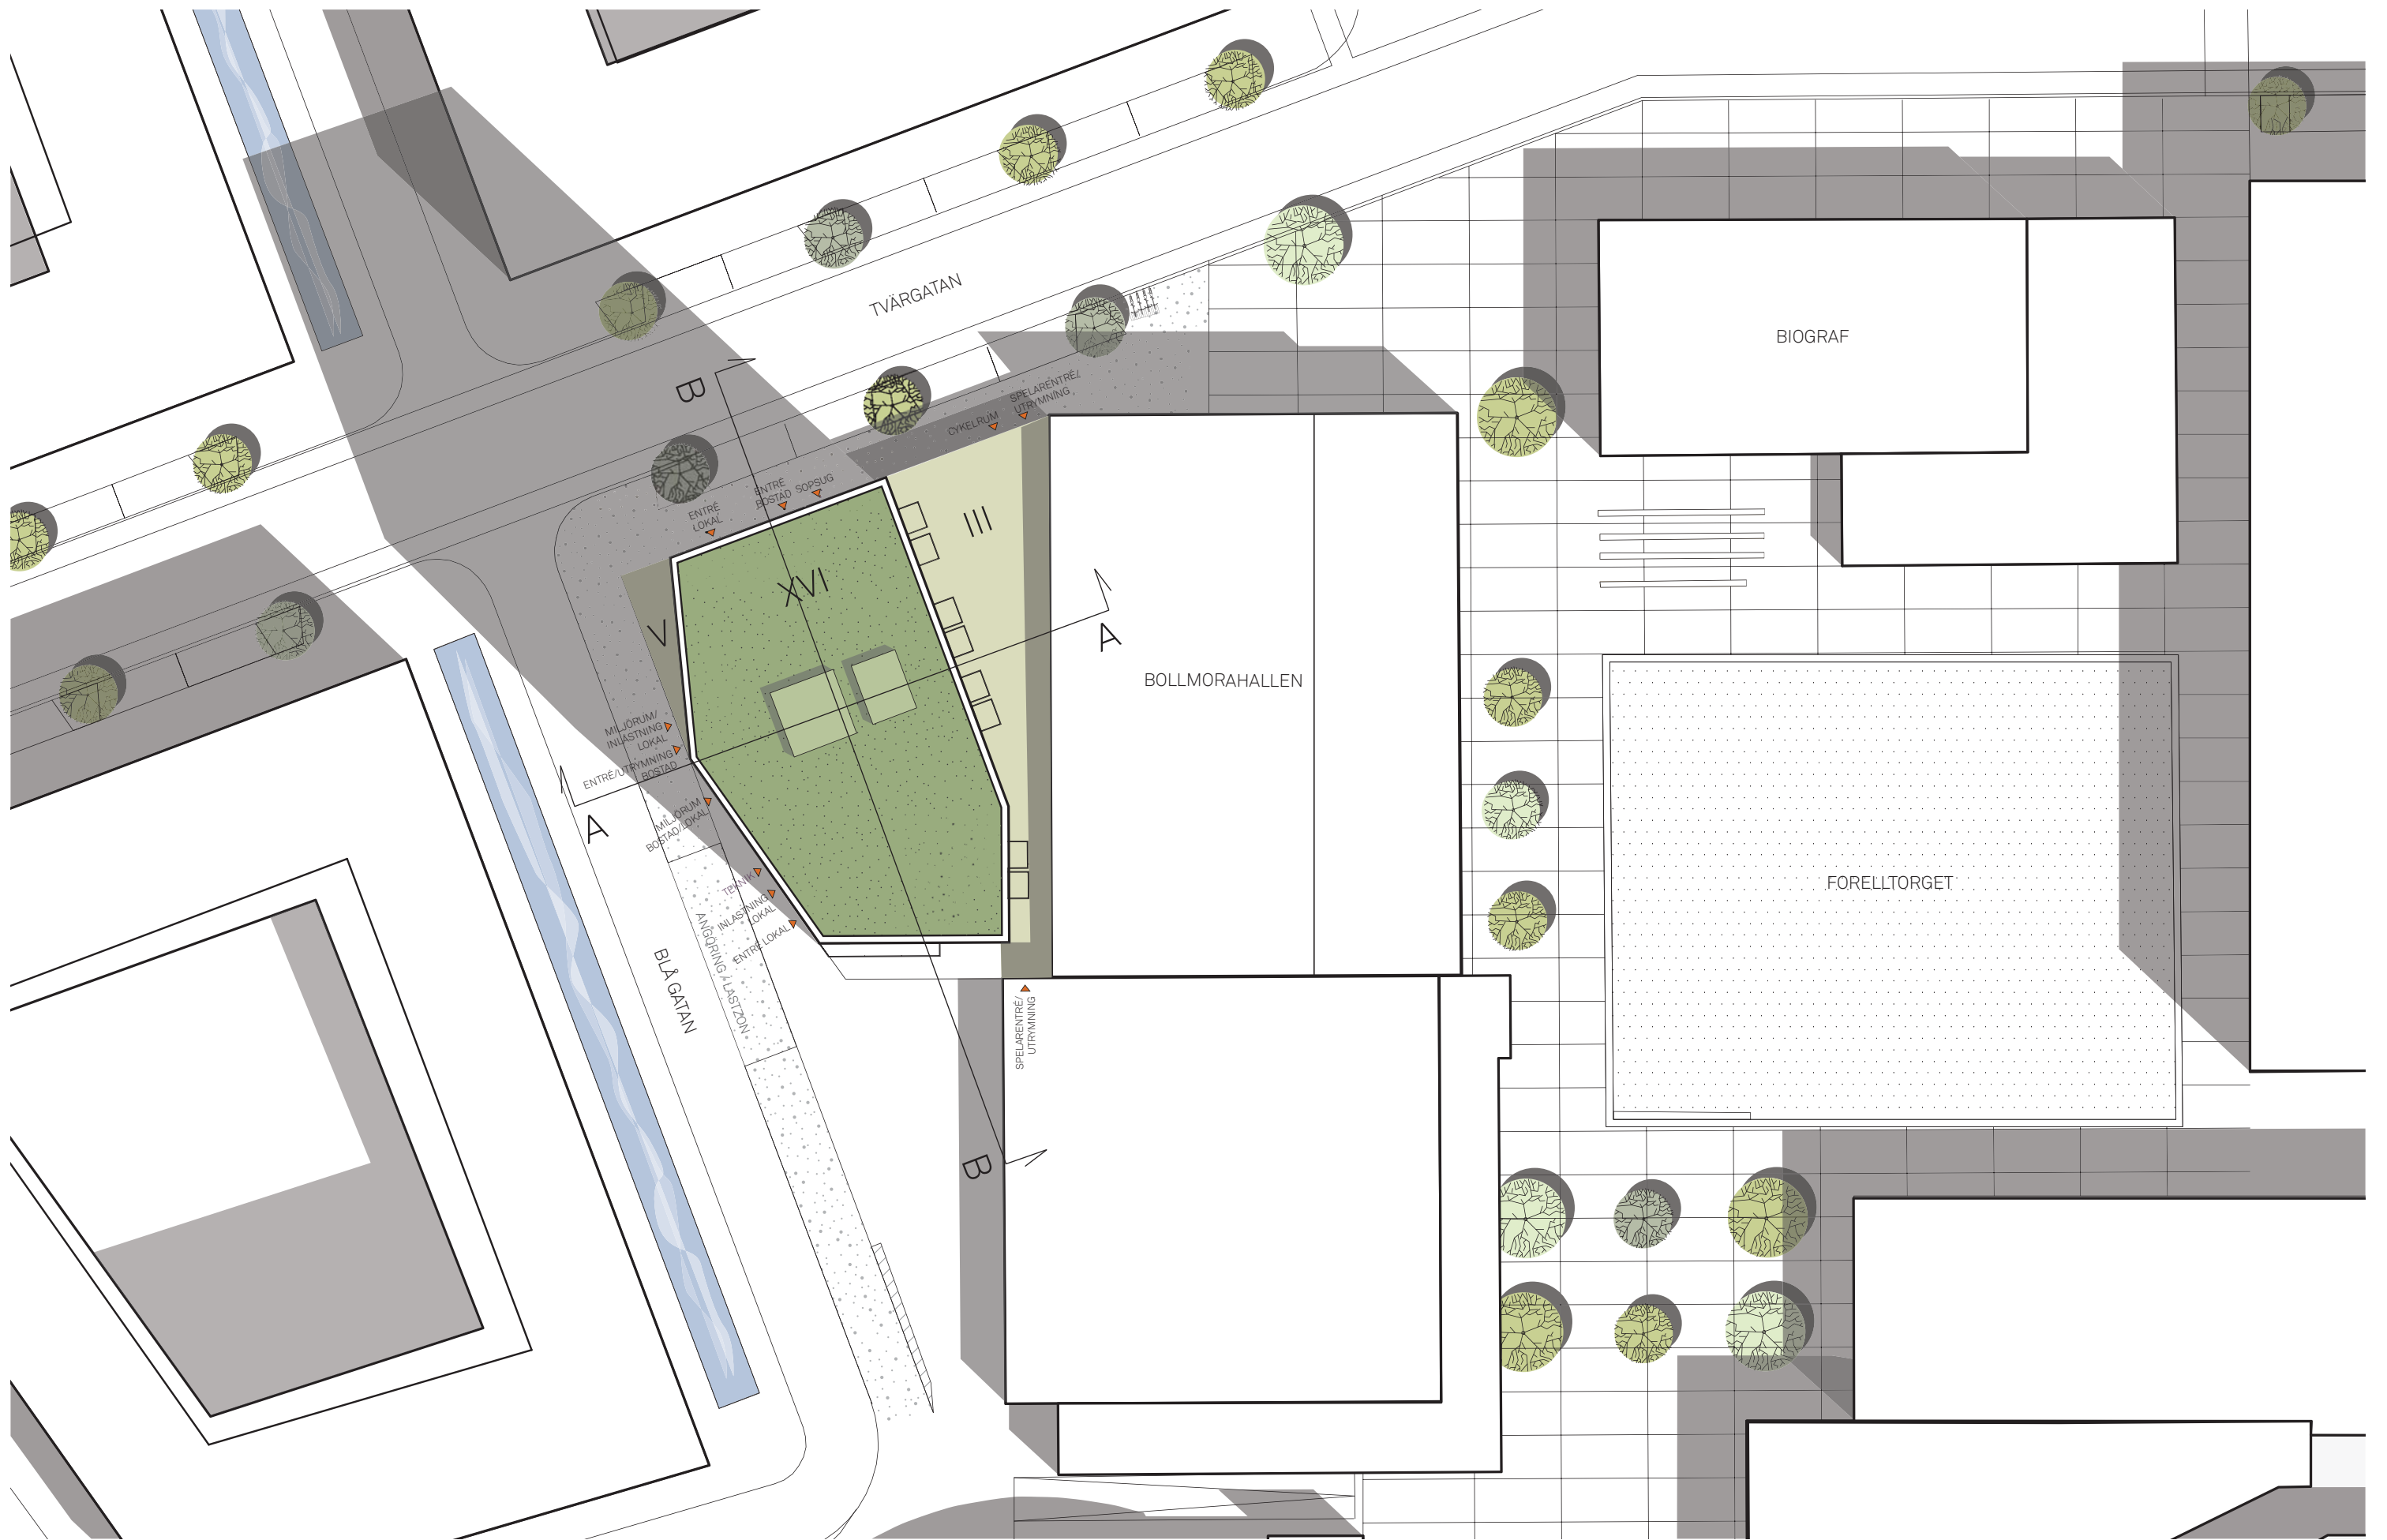 TVÄRGATAN
BIOGRAF
B
SPELARENTRÉ/
UTRYMNING
CYKELRUM
ENTRÉ
BOSTAD
SOPSUG
ENTRÉ
LOKAL
III
XVI
V
A
BOLLMORAHALLEN
MILJÖRUM/
INLASTNING
LOKAL
ENTRÉ/UTRYMNING
BOSTAD
A
MILJÖRUM
BOSTAD/LOKAL
TEKNIK
INLASTNING
LOKAL
ENTRÉ LOKAL
ANGÖRING / LASTZON
BLÅ GATAN
FORELLTORGET
SPELARENTRÉ/
UTRYMNING
B